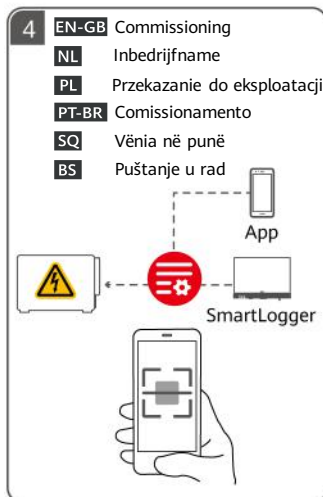 4
EN-GB Commissioning
NL Inbedrijfname
PL Przekazanie do eksploatacji
PT-BR Comissionamento
SQ Vënia në punë
BS Puštanje u rad
App
SmartLogger